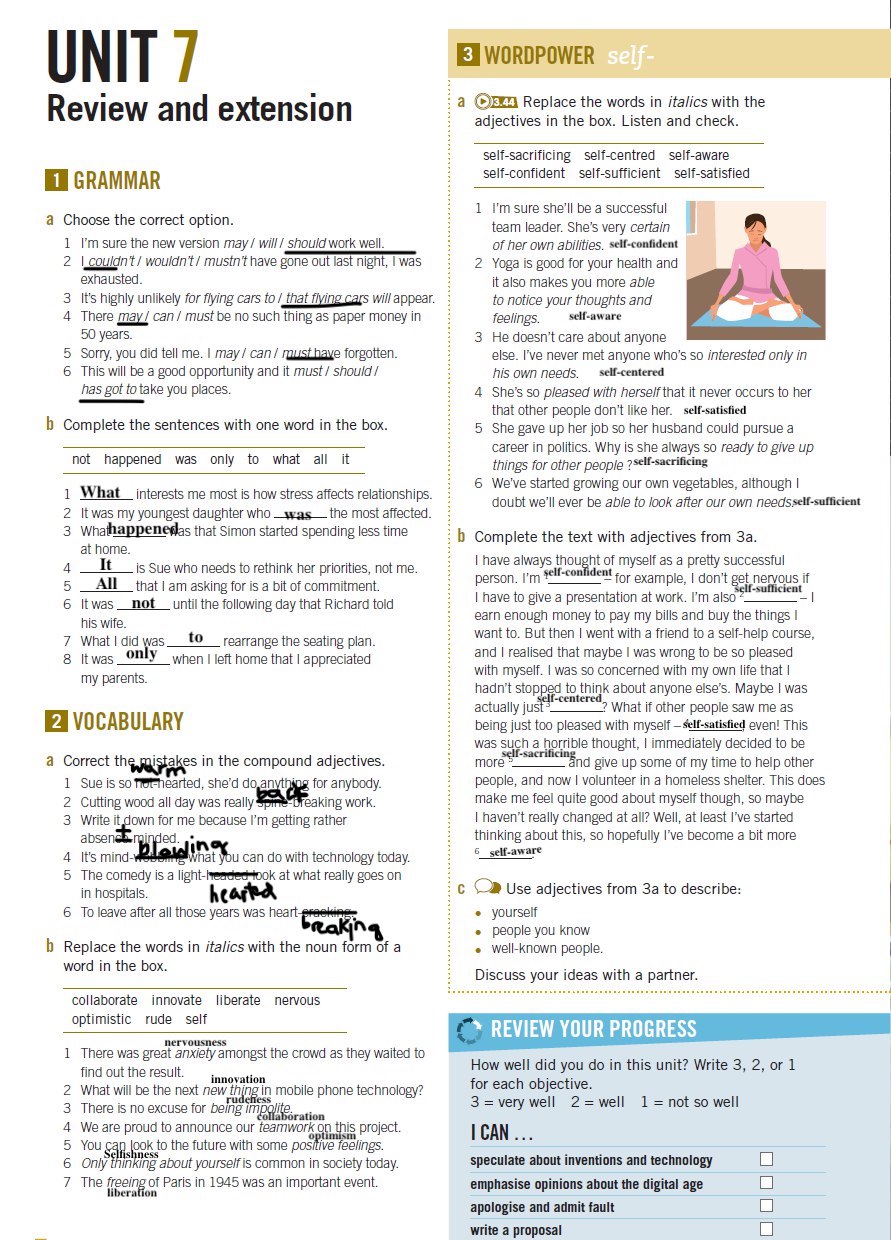 UNIT 7
Review and extension
1 GRAMMAR
a Choose the correct option.
1 I'm sure the new version may / will / should work well.
2 I couldn't / wouldn't / mustn't have gone out last night, I was
exhausted.
3 It's highly unlikely for flying cars to / that flying cars will appear.
4 There may / can / must be no such thing as paper money in
50 years.
5 Sorry, you did tell me. I may / can / must have forgotten.
6 This will be a good opportunity and it must / should /
has got to take you places.
b Complete the sentences with one word in the box.
not happened was only to what all it
1 What interests me most is how stress affects relationships.
2 It was my youngest daughter who was the most affected.
3 What happened was that Simon started spending less time
at home.
4 It is Sue who needs to rethink her priorities, not me.
5 All that I am asking for is a bit of commitment.
6 It was not until the following day that Richard told
his wife.
7 What I did was to rearrange the seating plan.
8 It was only when I left home that I appreciated
my parents.
2 VOCABULARY
a Correct the mistakes in the compound adjectives.
warm
1 Sue is so hot-hearted, she'd do anything for anybody.
back
2 Cutting wood all day was really spine-breaking work.
3 Write it down for me because I'm getting rather
t
absence-minded.
blowing
4 It's mind-wobbling what you can do with technology today.
5 The comedy is a light-headed look at what really goes on
in hospitals.
hearted
6 To leave after all those years was heart-cracking.
breaking
b Replace the words in italics with the noun form of a
word in the box.
collaborate innovate liberate nervous
optimistic rude self
nervousness
1 There was great anxiety amongst the crowd as they waited to
find out the result.
innovation
2 What will be the next new thing in mobile phone technology?
rudeness
3 There is no excuse for being impolite.
collaboration
4 We are proud to announce our teamwork on this project.
optimism
5 You can look to the future with some positive feelings.
Selfishness
6 Only thinking about yourself is common in society today.
7 The freeing of Paris in 1945 was an important event.
liberation
3 WORDPOWER self-
a 3.44 Replace the words in italics with the
adjectives in the box. Listen and check.
self-sacrificing self-centred self-aware
self-confident self-sufficient self-satisfied
1 I'm sure she'll be a successful
team leader. She's very certain
of her own abilities. self-confident
2 Yoga is good for your health and
it also makes you more able
to notice your thoughts and
feelings. self-aware
3 He doesn't care about anyone
else. I've never met anyone who's so interested only in
his own needs. self-centered
4 She's so pleased with herself that it never occurs to her
that other people don't like her. self-satisfied
5 She gave up her job so her husband could pursue a
career in politics. Why is she always so ready to give up
things for other people ? self-sacrificing
6 We've started growing our own vegetables, although I
doubt we'll ever be able to look after our own needs. self-sufficient
b Complete the text with adjectives from 3a.
I have always thought of myself as a pretty successful
person. I'm 1 self-confident – for example, I don't get nervous if
I have to give a presentation at work. I'm also 2 self-sufficient – I
earn enough money to pay my bills and buy the things I
want to. But then I went with a friend to a self-help course,
and I realised that maybe I was wrong to be so pleased
with myself. I was so concerned with my own life that I
hadn't stopped to think about anyone else's. Maybe I was
actually just 3 self-centered? What if other people saw me as
being just too pleased with myself – 4 self-satisfied even! This
was such a horrible thought, I immediately decided to be
more 5 self-sacrificing and give up some of my time to help other
people, and now I volunteer in a homeless shelter. This does
make me feel quite good about myself though, so maybe
I haven't really changed at all? Well, at least I've started
thinking about this, so hopefully I've become a bit more
6 self-aware.
c Use adjectives from 3a to describe:
• yourself
• people you know
• well-known people.
Discuss your ideas with a partner.
REVIEW YOUR PROGRESS
How well did you do in this unit? Write 3, 2, or 1
for each objective.
3 = very well 2 = well 1 = not so well
I CAN ...
speculate about inventions and technology
emphasise opinions about the digital age
apologise and admit fault
write a proposal